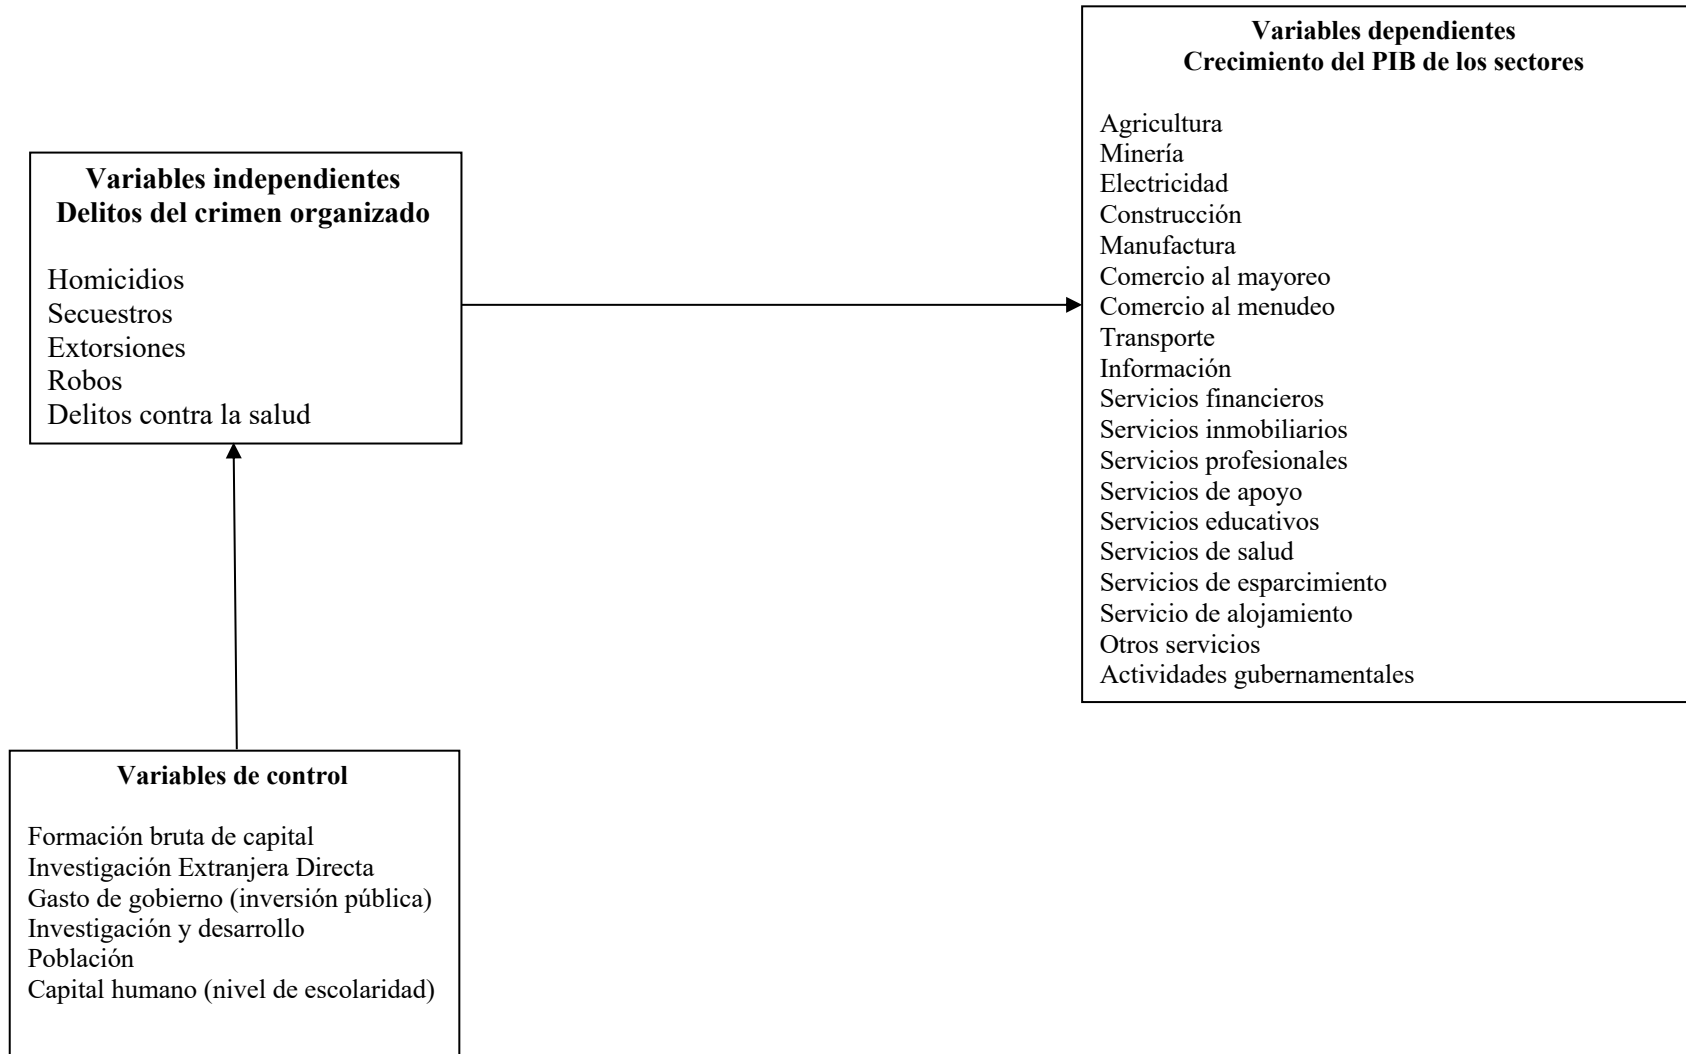 Variables dependientes
Crecimiento del PIB de los sectores
Agricultura
Minería
Electricidad
Construcción
Manufactura
Comercio al mayoreo
Comercio al menudeo
Transporte
Información
Servicios financieros
Servicios inmobiliarios
Servicios profesionales
Servicios de apoyo
Servicios educativos
Servicios de salud
Servicios de esparcimiento
Servicio de alojamiento
Otros servicios
Actividades gubernamentales
Variables independientes
Delitos del crimen organizado
Homicidios
Secuestros
Extorsiones
Robos
Delitos contra la salud
Variables de control
Formación bruta de capital
Investigación Extranjera Directa
Gasto de gobierno (inversión pública)
Investigación y desarrollo
Población
Capital humano (nivel de escolaridad)